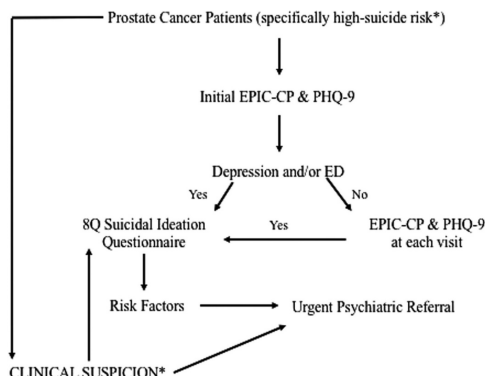 Prostate Cancer Patients (specifically high-suicide risk*)
Initial EPIC-CP & PHQ-9
Depression and/or ED
Yes
No
8Q Suicidal Ideation
Questionnaire
Yes
EPIC-CP & PHQ-9
at each visit
Risk Factors
Urgent Psychiatric Referral
CLINICAL SUSPICION*